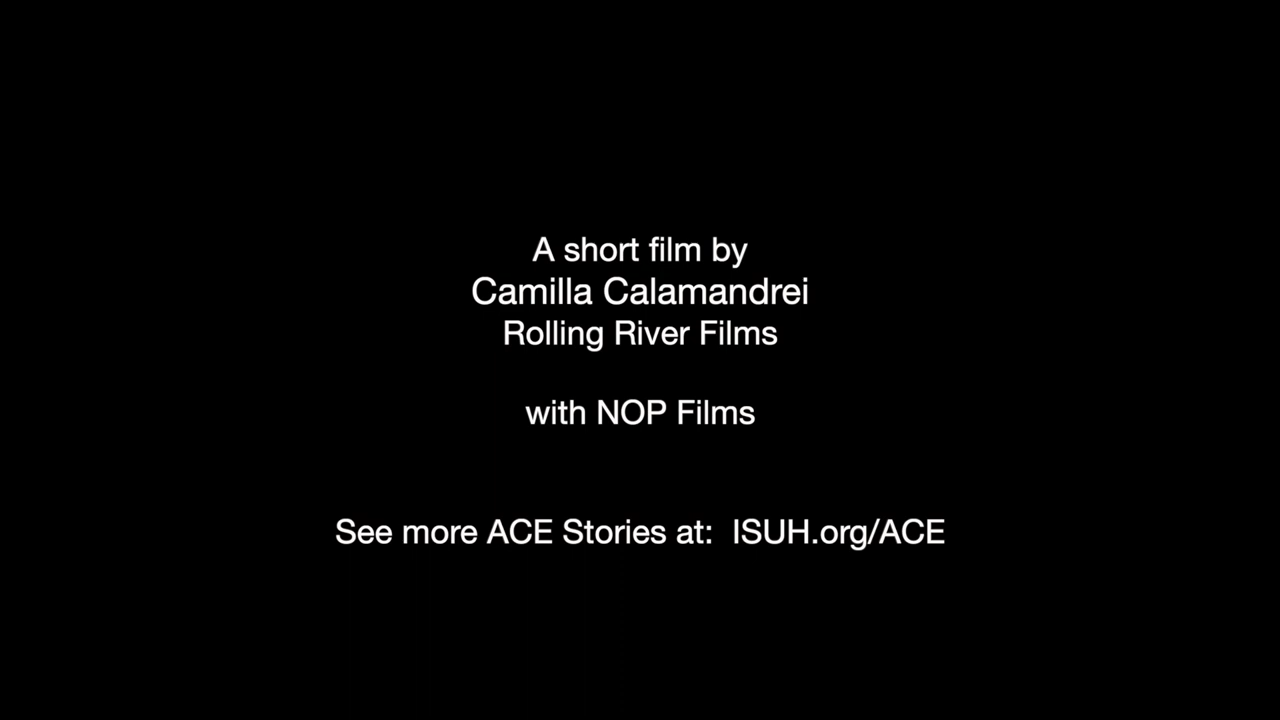 A short film by
Camilla Calamandrei
Rolling River Films
with NOP Films
See more ACE Stories at: ISUH.org/ACE